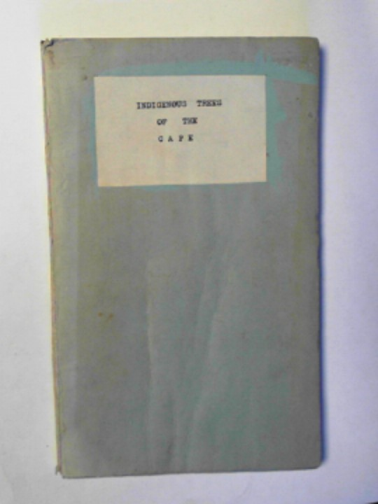 INDIGENOUS TREES
OF THE
CAPE